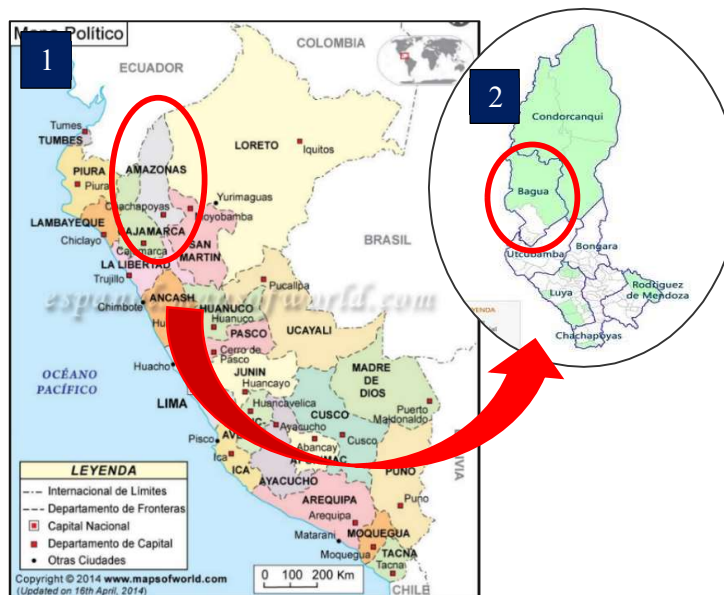 Mapa Político
1
COLOMBIA
ECUADOR
Tumes
TUMBES
LORETO
Iquitos
PIURA
Piura
AMAZONAS
Yurimaguas
Chachapoyas
Moyobamba
LAMBAYEQUE
Chiclayo
CAJAMARCA
Cajamarca
SAN
MARTIN
BRASIL
LA LIBERTAD
Trujillo
Pucallpa
Chimbote
ANCASH
HUANUCO
Huanuço
UCAYALI
PASCO
Cerro de
Pasco
Huacho
JUNIN
Huancayo
MADRE
DE
DIOS
OCÉANO
PACÍFICO
LIMA
Huancavelica
CUSCO
Puerto
Maldonado
Ayacucho
Cusco
Abancay
Pisco
Ica
ICA
AYACUCHO
PUNO
Puno
AREQUIPA
Arequipa
Matarani
MOQUEGUA
Moquegua
TACNA
Tacna
CHILE
LEYENDA
Internacional de Límites
Departamento de Fronteras
Capital Nacional
Departamento de Capital
Otras Ciudades
Copyright © 2014 www.mapsofworld.com
(Updated on 16th April, 2014)
0 100 200 Km
2
Condorcanqui
Bagua
Utcubamba
Bongara
Luya
Rodriguez
de Mendoza
Chachapoyas